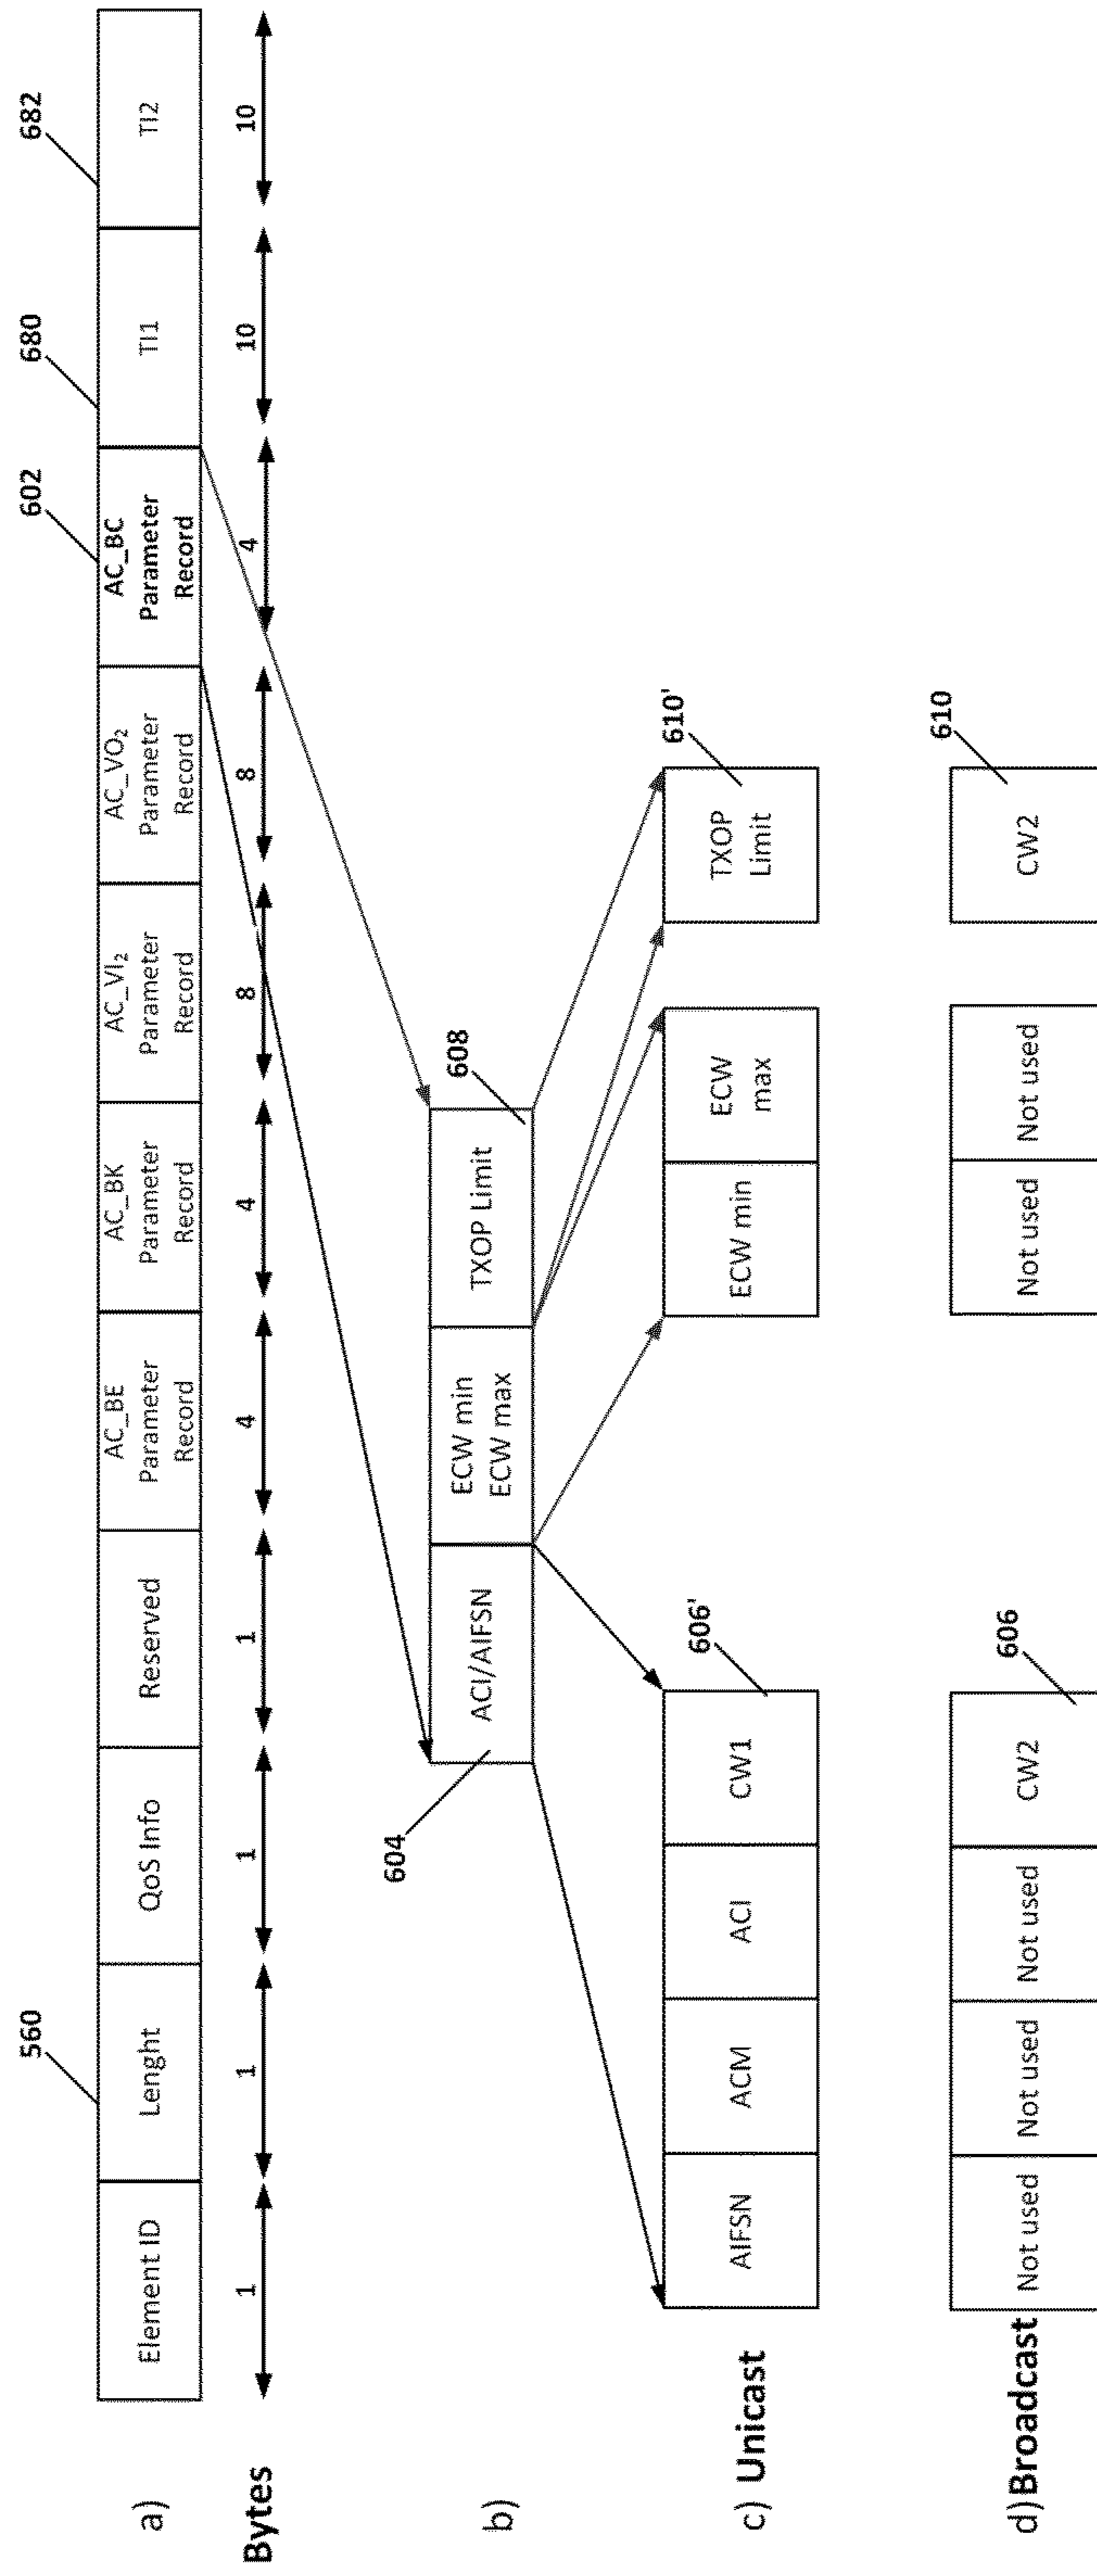 560
602
680
682
a)
Element ID
Lenght
QoS Info
Reserved
AC_BE
Parameter
Record
AC_BK
Parameter
Record
AC_VI₂
Parameter
Record
AC_VO₂
Parameter
Record
AC_BC
Parameter
Record
TI1
TI2
Bytes
1
1
1
1
4
4
8
8
4
10
10
b)
604
ACI/AIFSN
ECW min
ECW max
TXOP Limit
608
c) Unicast
606'
610'
AIFSN
ACM
ACI
CW1
ECW min
ECW
max
TXOP
Limit
d)Broadcast
606
610
Not used
Not used
Not used
CW2
Not used
Not used
CW2